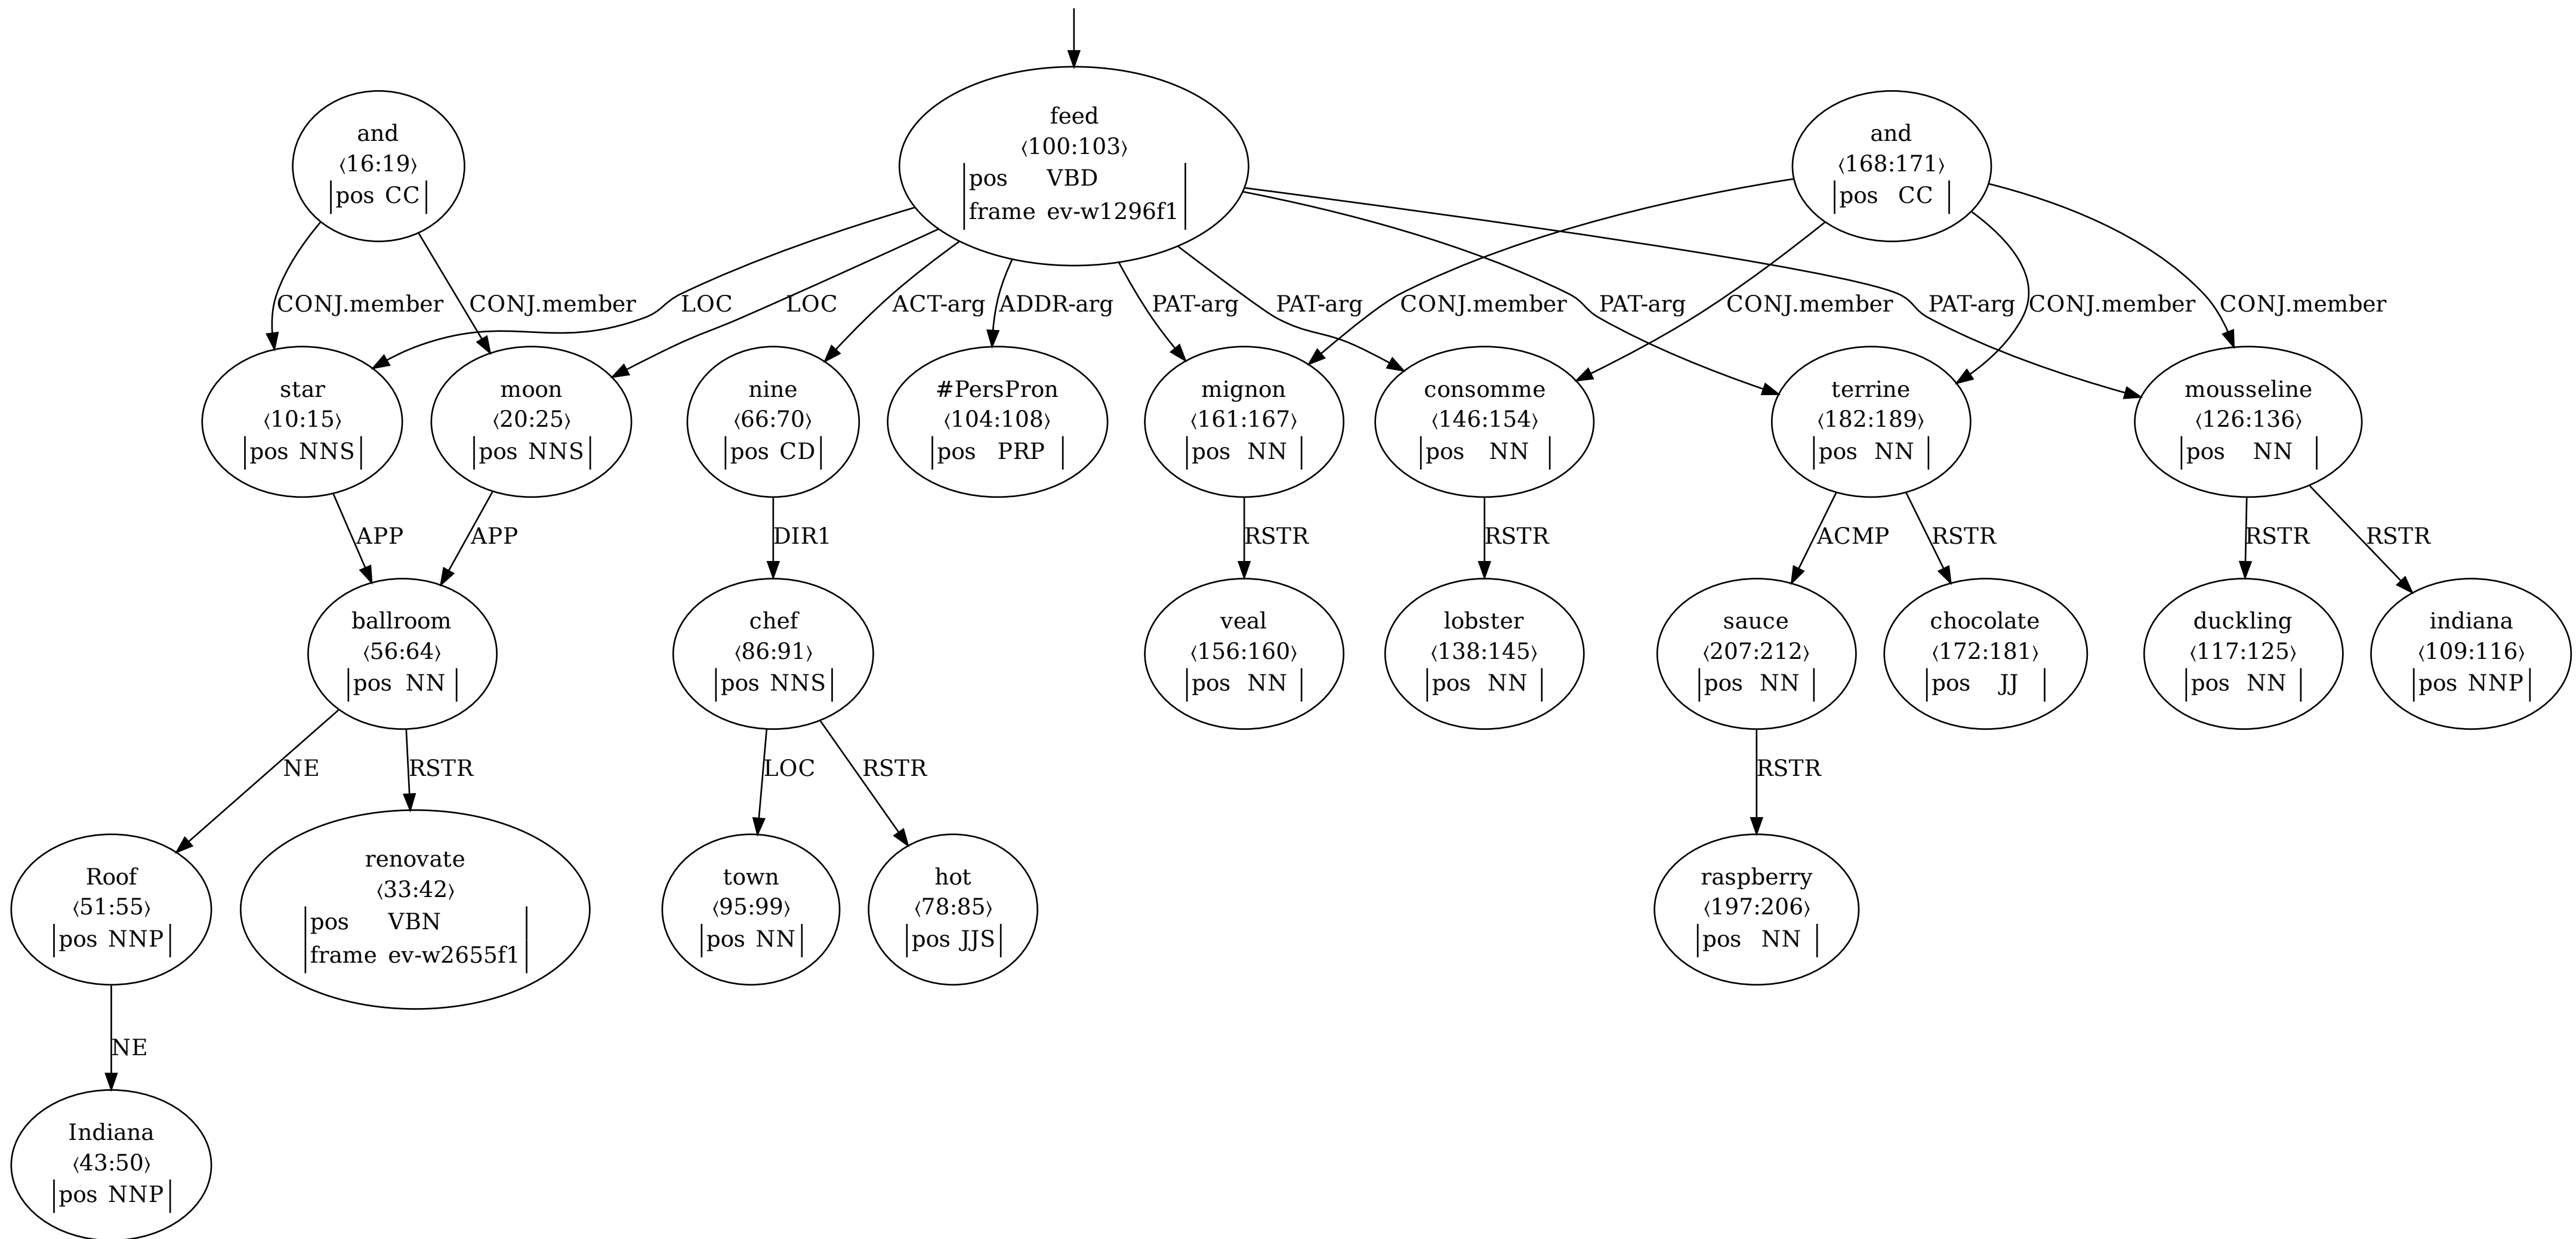 and
⟨16:19⟩
pos CC
feed
⟨100:103⟩
pos VBD
frame ev-w1296f1
and
⟨168:171⟩
pos CC
CONJ.member
CONJ.member
LOC
LOC
ACT-arg
ADDR-arg
PAT-arg
PAT-arg
CONJ.member
PAT-arg
CONJ.member
PAT-arg
CONJ.member
CONJ.member
star
⟨10:15⟩
pos NNS
moon
⟨20:25⟩
pos NNS
nine
⟨66:70⟩
pos CD
#PersPron
⟨104:108⟩
pos PRP
mignon
⟨161:167⟩
pos NN
consomme
⟨146:154⟩
pos NN
terrine
⟨182:189⟩
pos NN
mousseline
⟨126:136⟩
pos NN
APP
APP
DIR1
RSTR
RSTR
ACMP
RSTR
RSTR
RSTR
ballroom
⟨56:64⟩
pos NN
chef
⟨86:91⟩
pos NNS
veal
⟨156:160⟩
pos NN
lobster
⟨138:145⟩
pos NN
sauce
⟨207:212⟩
pos NN
chocolate
⟨172:181⟩
pos JJ
duckling
⟨117:125⟩
pos NN
indiana
⟨109:116⟩
pos NNP
NE
RSTR
LOC
RSTR
RSTR
Roof
⟨51:55⟩
pos NNP
renovate
⟨33:42⟩
pos VBN
frame ev-w2655f1
town
⟨95:99⟩
pos NN
hot
⟨78:85⟩
pos JJS
raspberry
⟨197:206⟩
pos NN
NE
Indiana
⟨43:50⟩
pos NNP